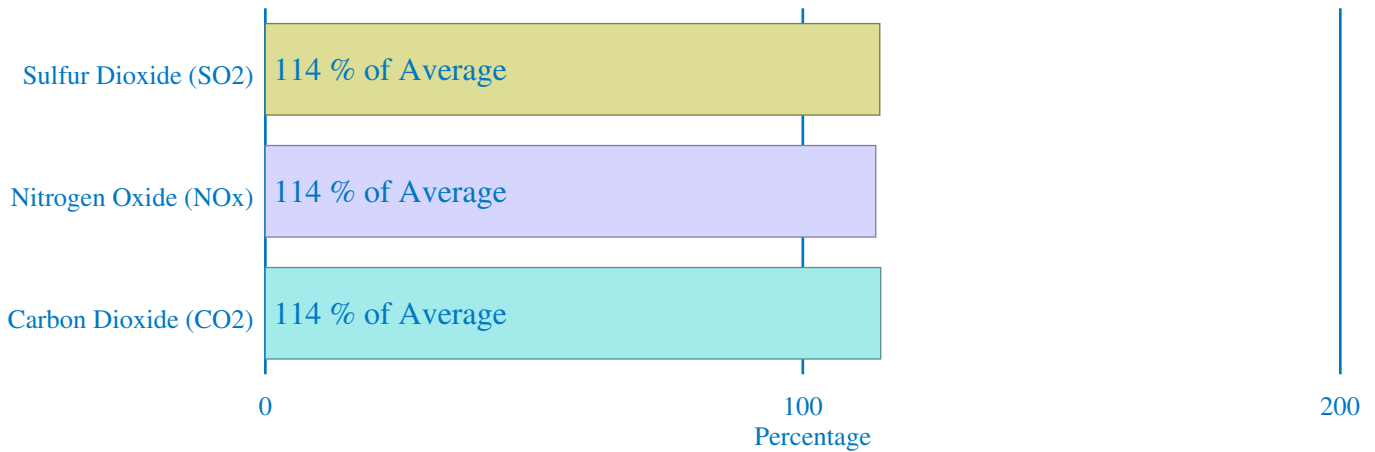 Sulfur Dioxide (SO2)
114 % of Average
Nitrogen Oxide (NOx)
114 % of Average
Carbon Dioxide (CO2)
114 % of Average
0
100
200
Percentage